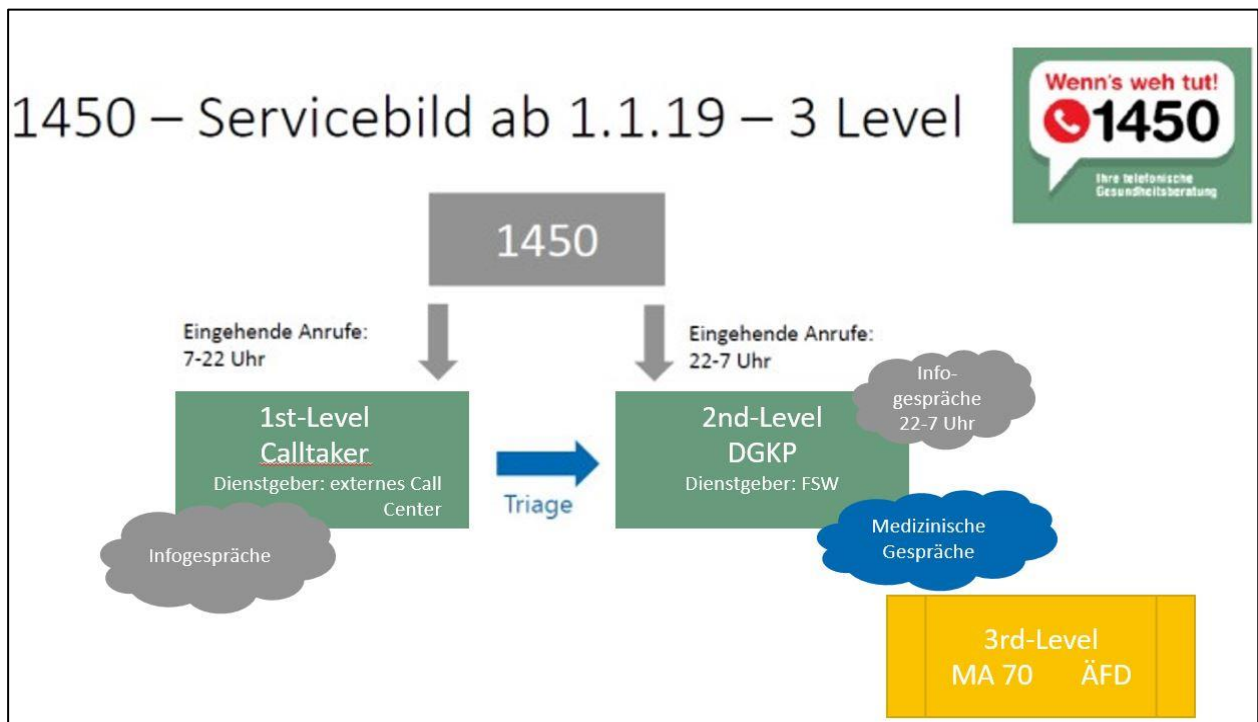 1450 – Servicebild ab 1.1.19 – 3 Level
Wenn's weh tut!
1450
Ihre telefonische
Gesundheitsberatung
1450
Eingehende Anrufe:
7-22 Uhr
Eingehende Anrufe:
22-7 Uhr
Info-
gespräche
22-7 Uhr
1st-Level
Calltaker
Dienstgeber: externes Call
Center
Triage
2nd-Level
DGKP
Dienstgeber: FSW
Infogespräche
Medizinische
Gespräche
3rd-Level
MA 70 ÄFD